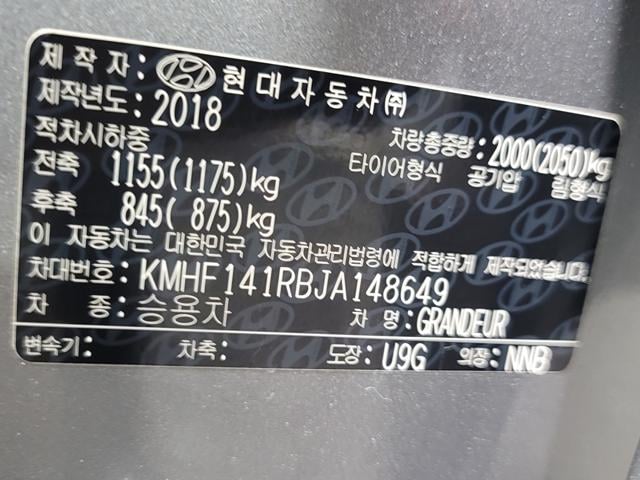 제 작 자: 현대자동차㈜
제작년도: 2018
적차시하중 차량총중량: 2000(2050)kg
전축 1155(1175)kg 타이어형식 공기압 림형식
후축 845( 875)kg
이 자동차는 대한민국 자동차관리법령에 적합하게 제작되었습니다.
차대번호: KMHF141RBJA148649
차 종: 승용차 차 명: GRANDEUR
변속기: 차축: 도장: U9G 의장: NNB